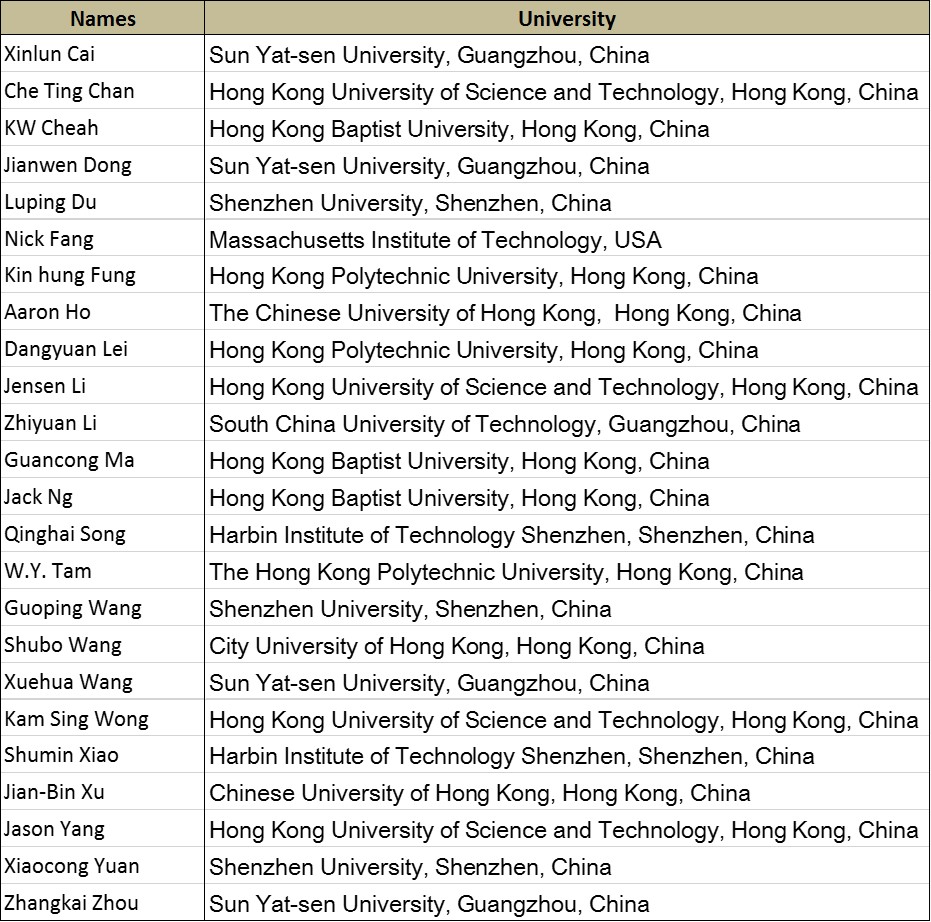 Names University
Xinlun Cai Sun Yat-sen University, Guangzhou, China
Che Ting Chan Hong Kong University of Science and Technology, Hong Kong, China
KW Cheah Hong Kong Baptist University, Hong Kong, China
Jianwen Dong Sun Yat-sen University, Guangzhou, China
Luping Du Shenzhen University, Shenzhen, China
Nick Fang Massachusetts Institute of Technology, USA
Kin hung Fung Hong Kong Polytechnic University, Hong Kong, China
Aaron Ho The Chinese University of Hong Kong,  Hong Kong, China
Dangyuan Lei Hong Kong Polytechnic University, Hong Kong, China
Jensen Li Hong Kong University of Science and Technology, Hong Kong, China
Zhiyuan Li South China University of Technology, Guangzhou, China
Guancong Ma Hong Kong Baptist University, Hong Kong, China
Jack Ng Hong Kong Baptist University, Hong Kong, China
Qinghai Song Harbin Institute of Technology Shenzhen, Shenzhen, China
W.Y. Tam The Hong Kong Polytechnic University, Hong Kong, China
Guoping Wang Shenzhen University, Shenzhen, China
Shubo Wang City University of Hong Kong, Hong Kong, China
Xuehua Wang Sun Yat-sen University, Guangzhou, China
Kam Sing Wong Hong Kong University of Science and Technology, Hong Kong, China
Shumin Xiao Harbin Institute of Technology Shenzhen, Shenzhen, China
Jian-Bin Xu Chinese University of Hong Kong, Hong Kong, China
Jason Yang Hong Kong University of Science and Technology, Hong Kong, China
Xiaocong Yuan Shenzhen University, Shenzhen, China
Zhangkai Zhou Sun Yat-sen University, Guangzhou, China